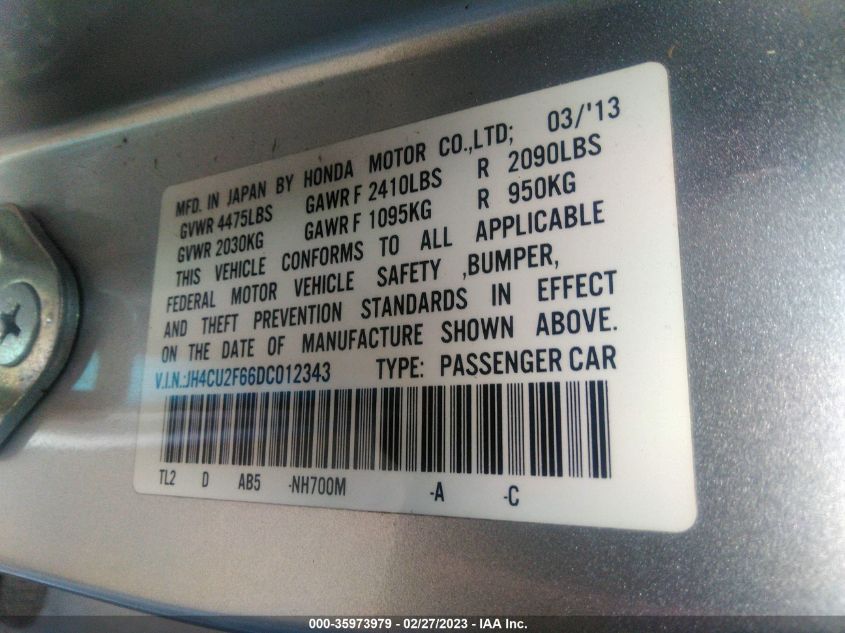 MFD. IN JAPAN BY HONDA MOTOR CO.,LTD; 03/'13
GVWR 4475LBS GAWR F 2410LBS R 2090LBS
GVWR 2030KG GAWR F 1095KG R 950KG
THIS VEHICLE CONFORMS TO ALL APPLICABLE
FEDERAL MOTOR VEHICLE SAFETY ,BUMPER,
AND THEFT PREVENTION STANDARDS IN EFFECT
ON THE DATE OF MANUFACTURE SHOWN ABOVE.
V.I.N.:JH4CU2F66DC012343 TYPE: PASSENGER CAR
TL2 D AB5 -NH700M -A -C
000-35973979 - 02/27/2023 - IAA Inc.